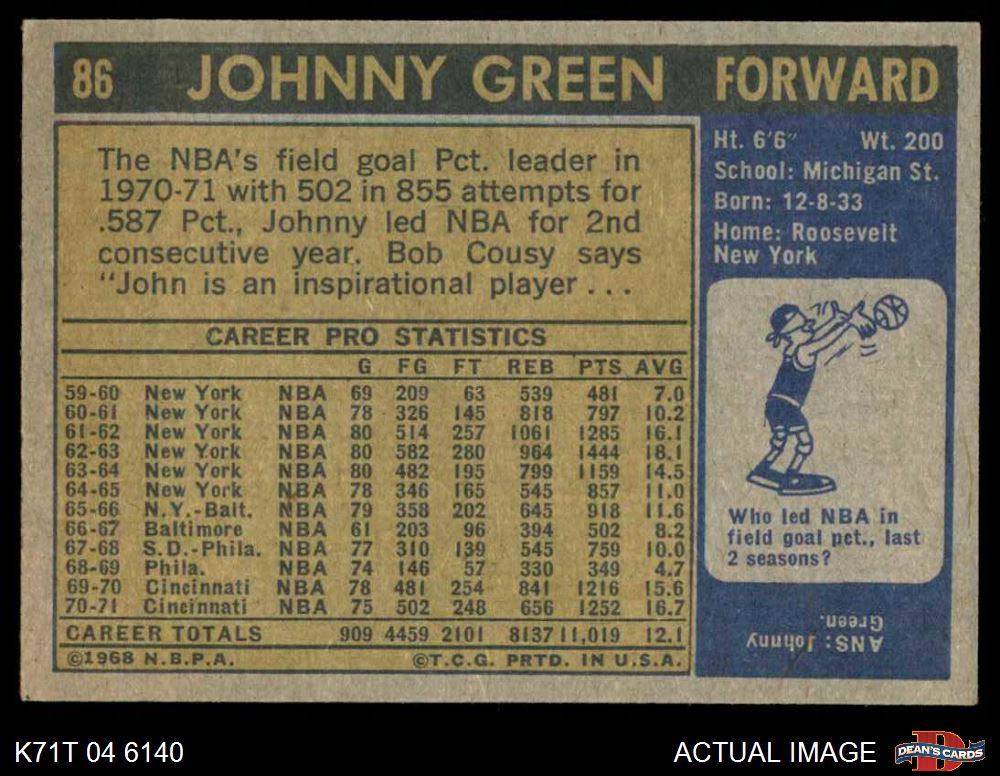 86 JOHNNY GREEN FORWARD
The NBA's field goal Pct. leader in
1970-71 with 502 in 855 attempts for
.587 Pct., Johnny led NBA for 2nd
consecutive year. Bob Cousy says
"John is an inspirational player . . .
CAREER PRO STATISTICS
G FG FT REB PTS AVG
59-60 New York NBA 69 209 63 539 481 7.0
60-61 New York NBA 78 326 145 818 797 10.2
61-62 New York NBA 80 514 257 1061 1285 16.1
62-63 New York NBA 80 582 280 964 1444 18.1
63-64 New York NBA 80 482 195 799 1159 14.5
64-65 New York NBA 78 346 165 545 857 11.0
65-66 N.Y.-Balt. NBA 79 358 202 645 918 11.6
66-67 Baltimore NBA 61 203 96 394 502 8.2
67-68 S.D.-Phila. NBA 77 310 139 545 759 10.0
68-69 Phila. NBA 74 146 57 330 349 4.7
69-70 Cincinnati NBA 78 481 254 841 1216 15.6
70-71 Cincinnati NBA 75 502 248 656 1252 16.7
CAREER TOTALS 909 4459 2101 8137 11,019 12.1
©1968 N.B.P.A. ©T.C.G. PRTD. IN U.S.A.
Ht. 6'6" Wt. 200
School: Michigan St.
Born: 12-8-33
Home: Roosevelt
New York
Who led NBA in
field goal pct., last
2 seasons?
ANS: Johnny
Green.
K71T 04 6140
ACTUAL IMAGE
D
DEAN'S CARDS